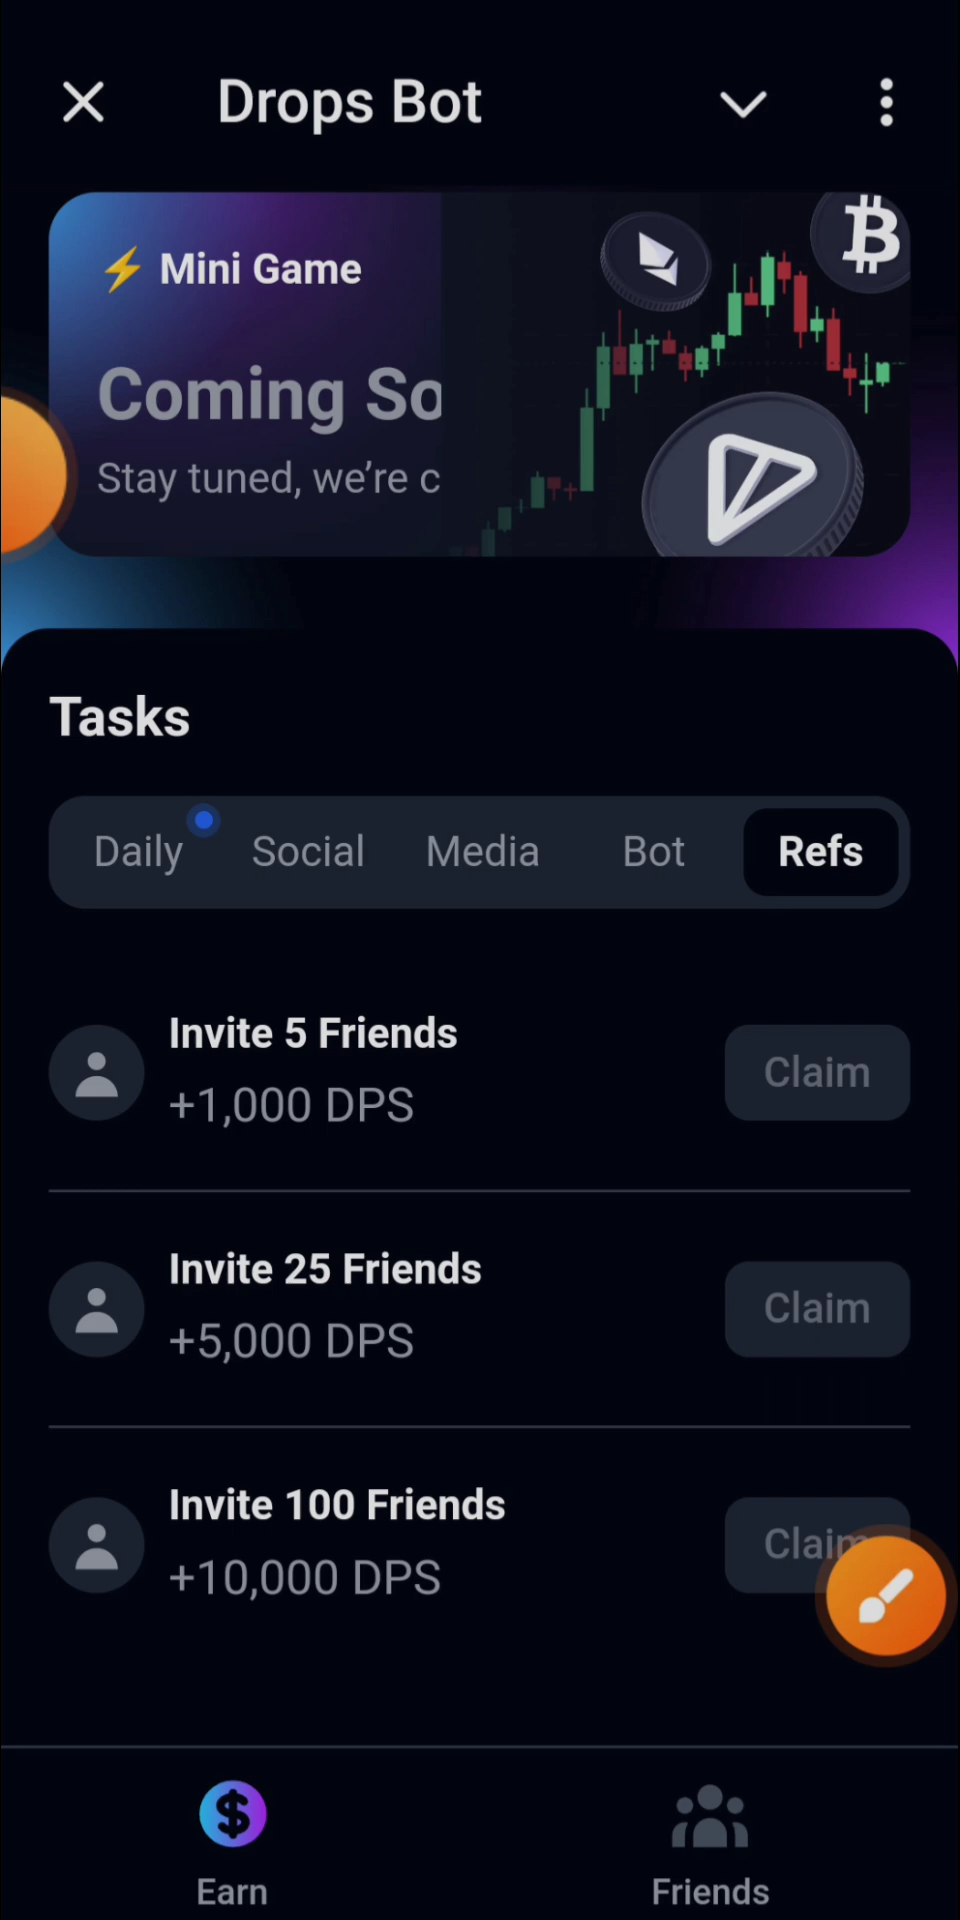 Drops Bot
⚡ Mini Game
Coming So
Stay tuned, we’re c
Tasks
Daily Social Media Bot Refs
Invite 5 Friends
+1,000 DPS
Claim
Invite 25 Friends
+5,000 DPS
Claim
Invite 100 Friends
+10,000 DPS
Claim
Earn Friends